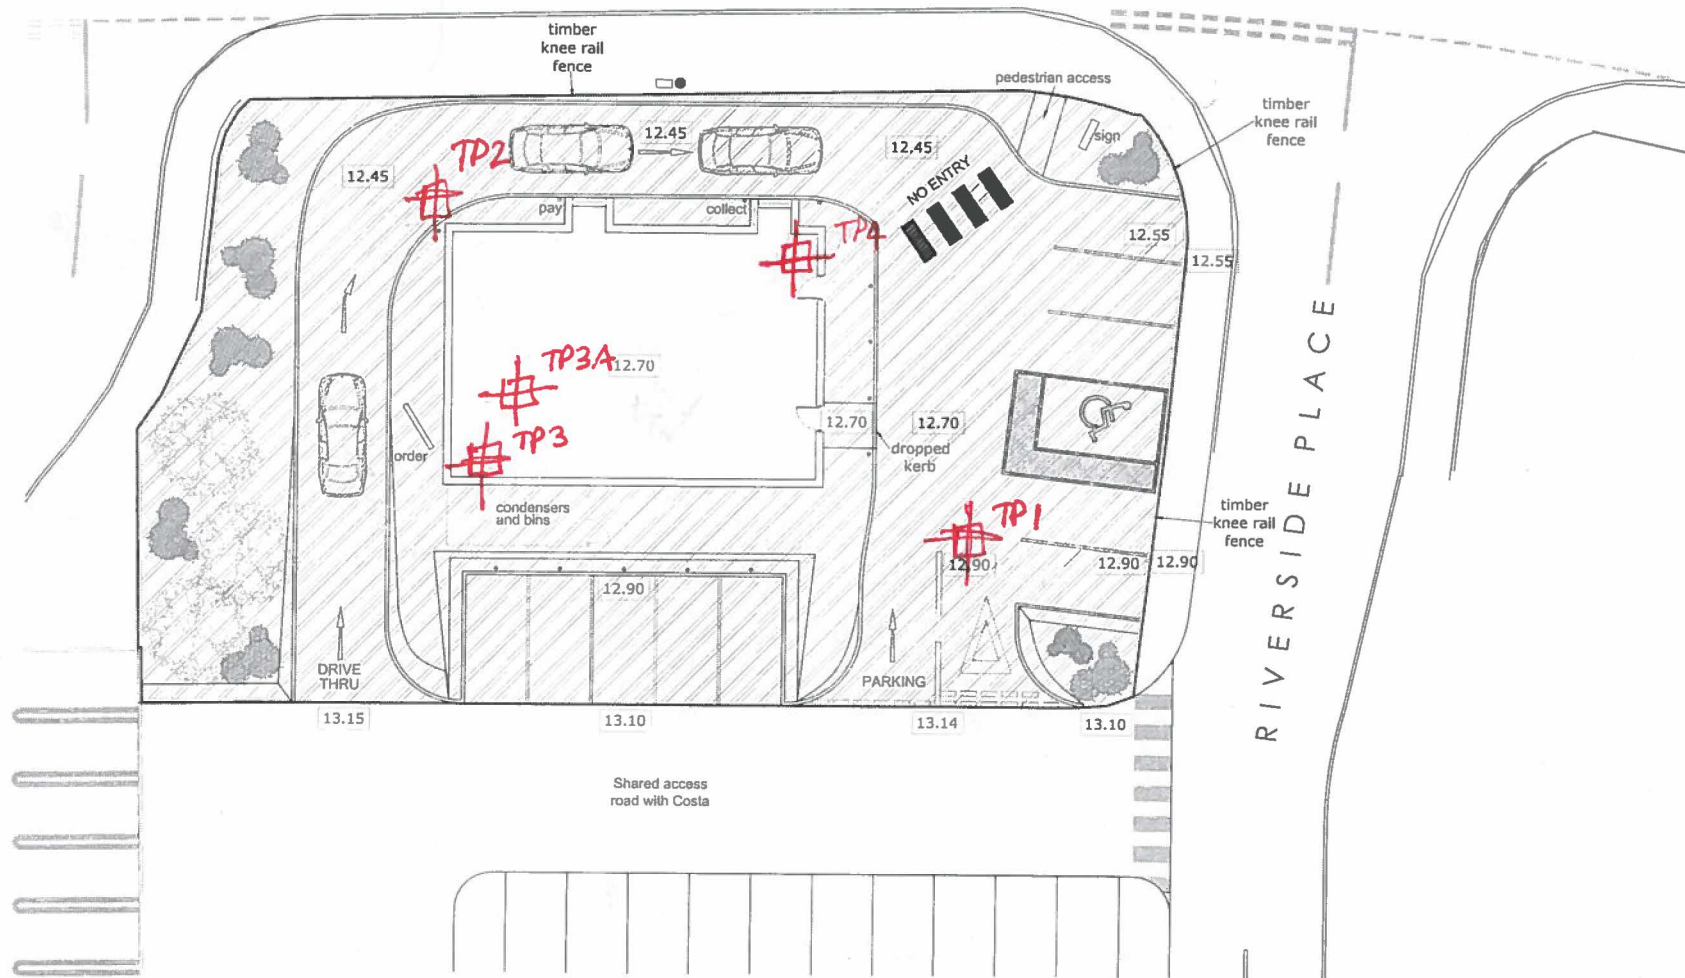 timber
knee rail
fence
pedestrian access
timber
knee rail
fence
sign
12.45
12.45
12.45
TP2
NO ENTRY
pay
collect
TP4
12.55
12.55
TP3A
12.70
12.70
12.70
dropped
kerb
order
TP3
condensers
and bins
TP1
timber
knee rail
fence
12.90
12.90
12.90
12.90
RIVERSIDE PLACE
DRIVE
THRU
PARKING
13.15
13.10
13.14
13.10
Shared access
road with Costa